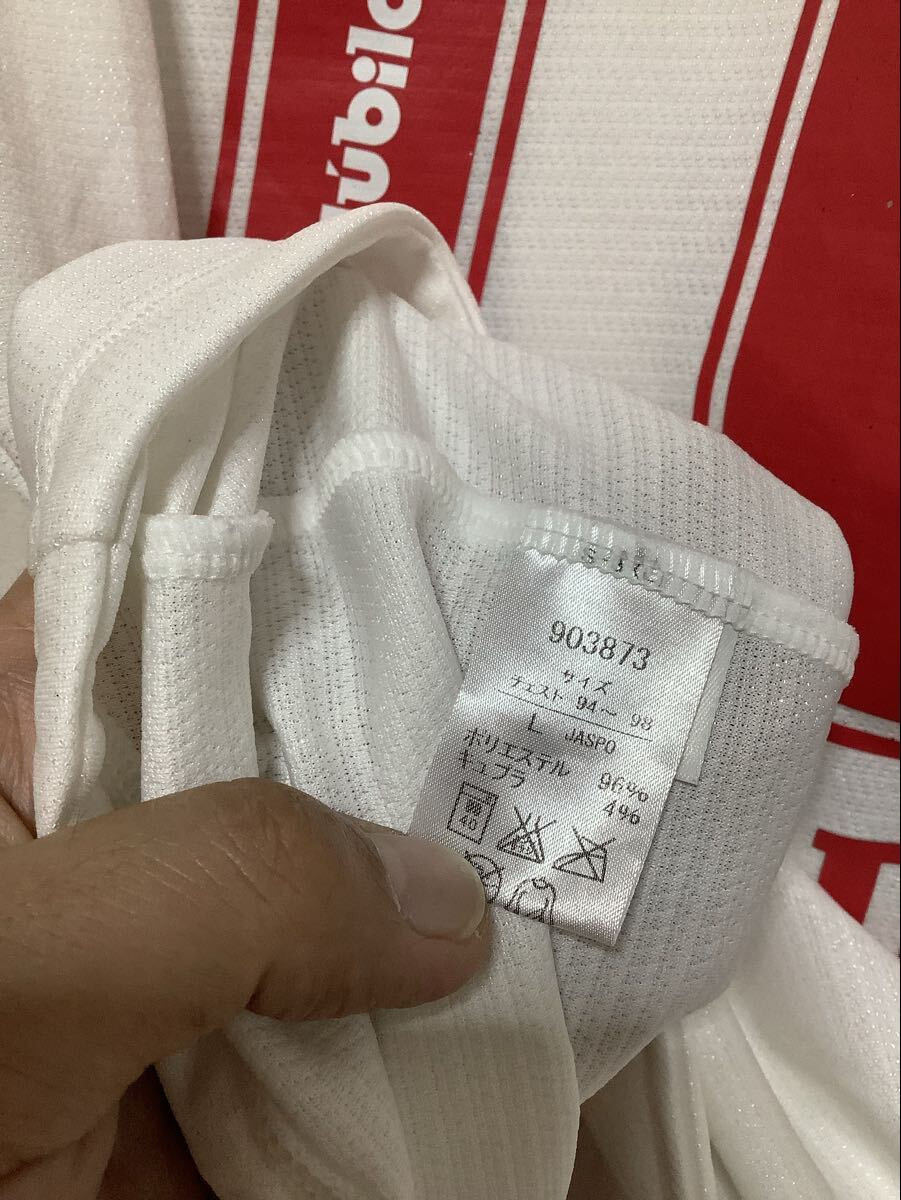 Júbilo
903873
サイズ
チェスト 94～98
L JASPO
ポリエステル 96%
キュプラ 4%
40